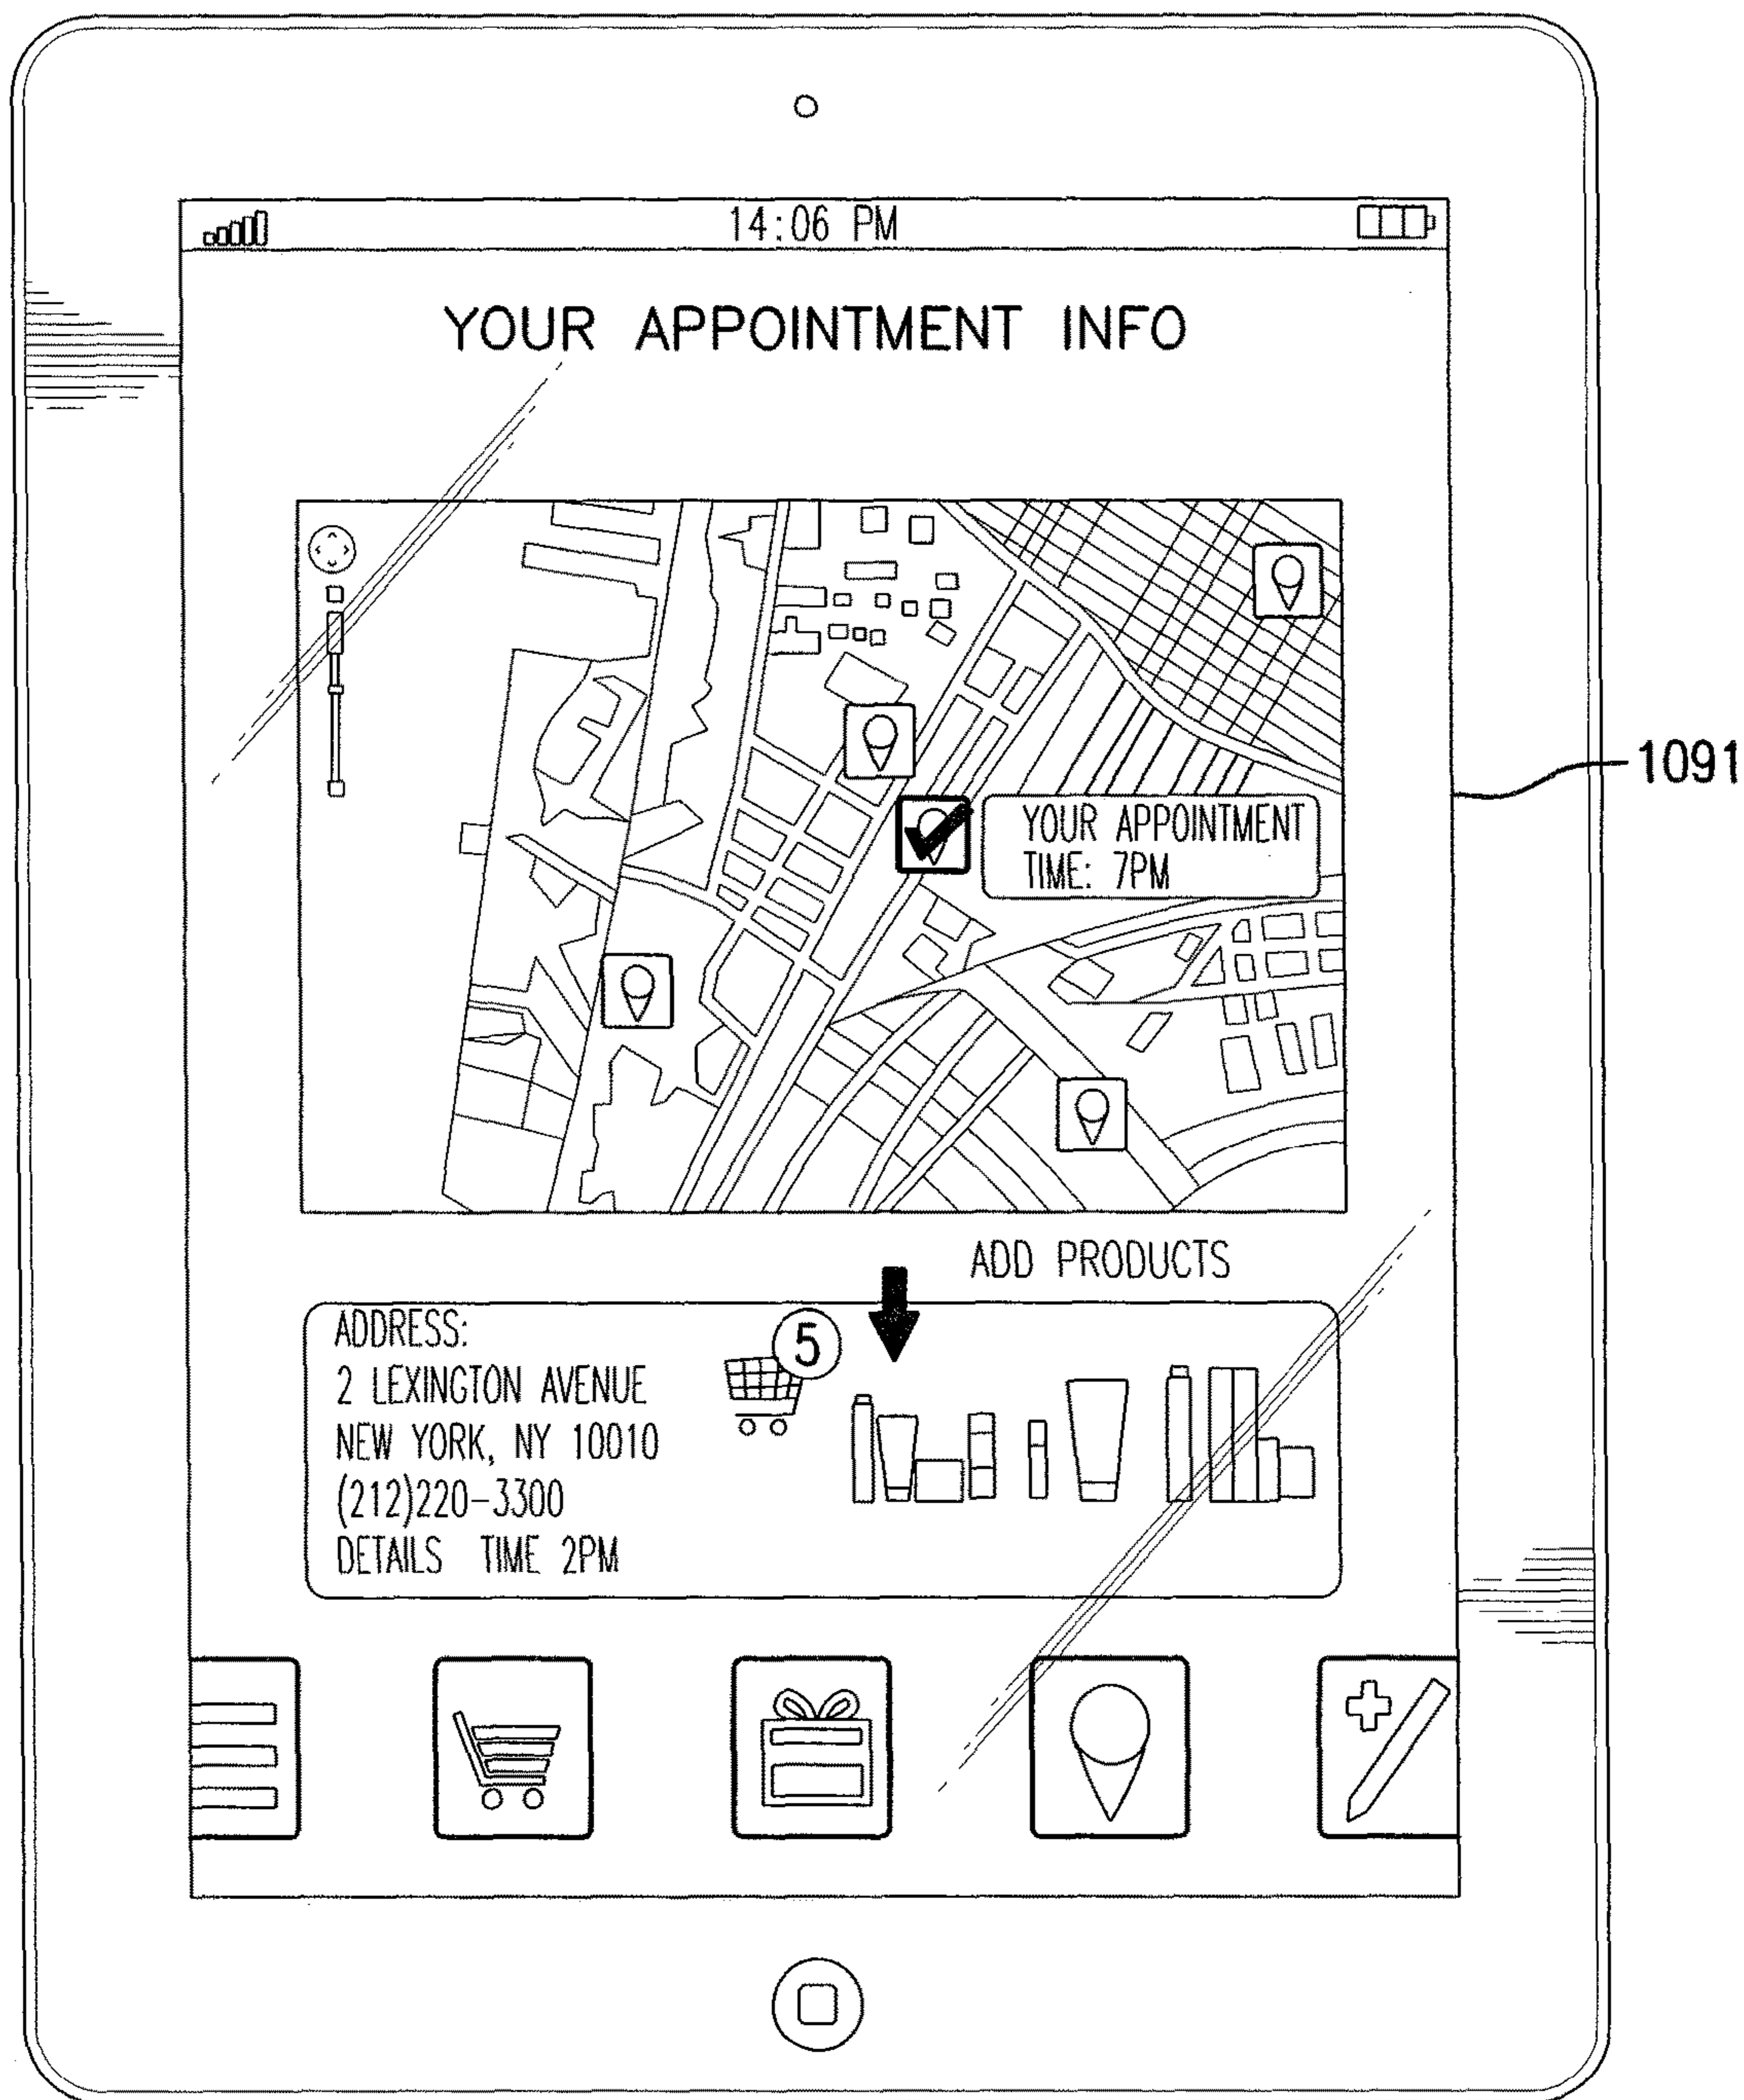 14:06 PM
YOUR APPOINTMENT INFO
YOUR APPOINTMENT
TIME: 7PM
1091
ADD PRODUCTS
ADDRESS:
2 LEXINGTON AVENUE
NEW YORK, NY 10010
(212)220-3300
DETAILS TIME 2PM
5